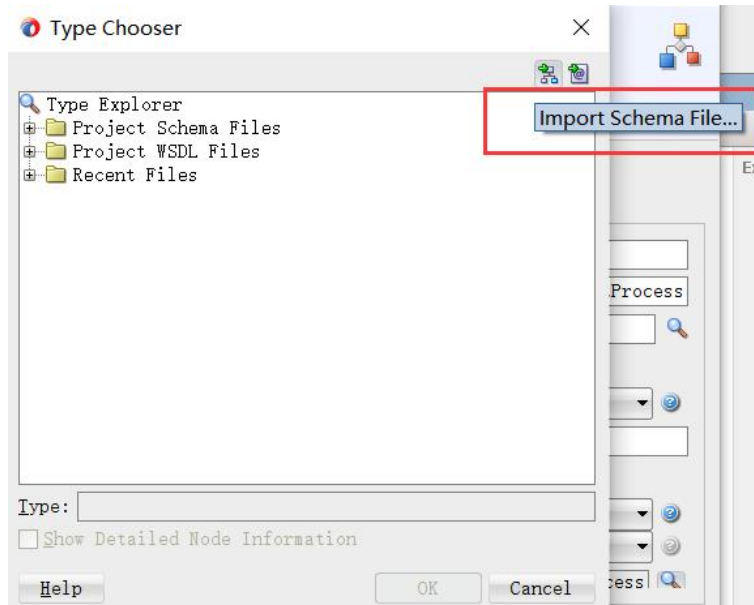 Type Chooser
Import Schema File...
Type Explorer
Project Schema Files
Project WSDL Files
Recent Files
Process
Type:
Show Detailed Node Information
Help
OK
Cancel
cess